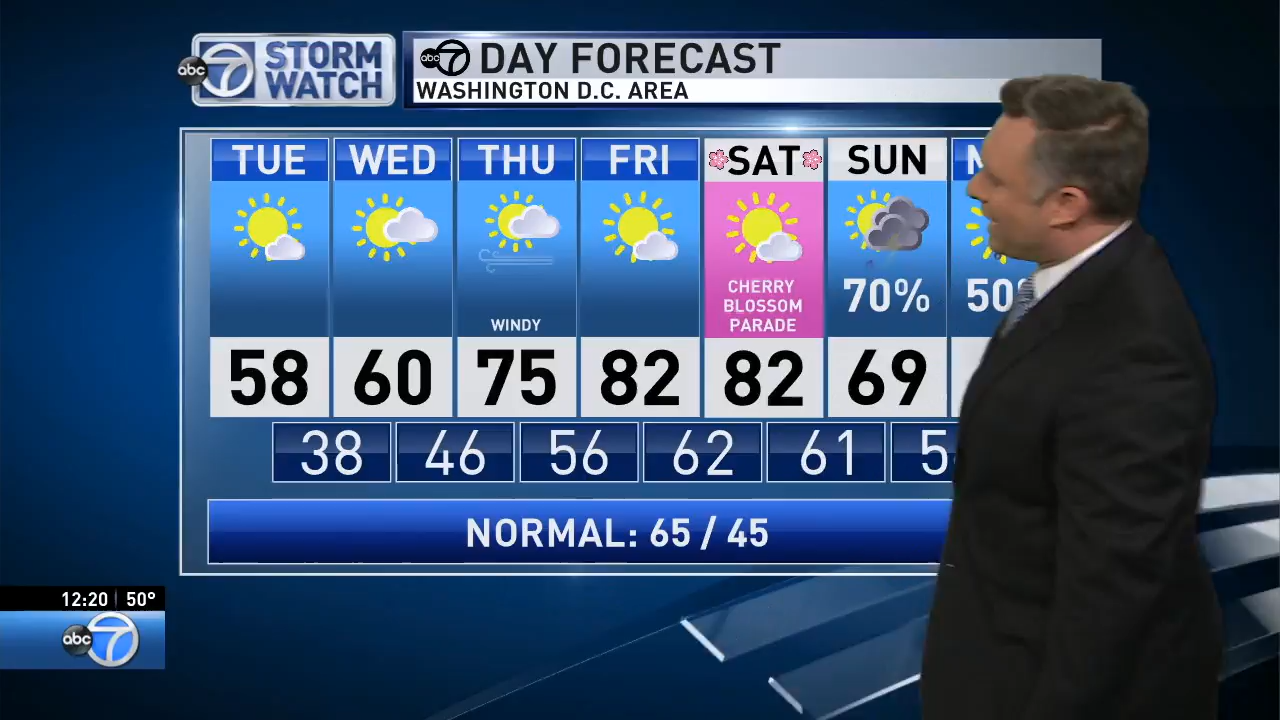 abc 7 STORM
WATCH
abc 7 DAY FORECAST
WASHINGTON D.C. AREA
TUE WED THU FRI SAT SUN
70% 50
CHERRY
BLOSSOM
PARADE
WINDY
58 60 75 82 82 69
38 46 56 62 61
NORMAL: 65 / 45
12:20 50°
abc 7